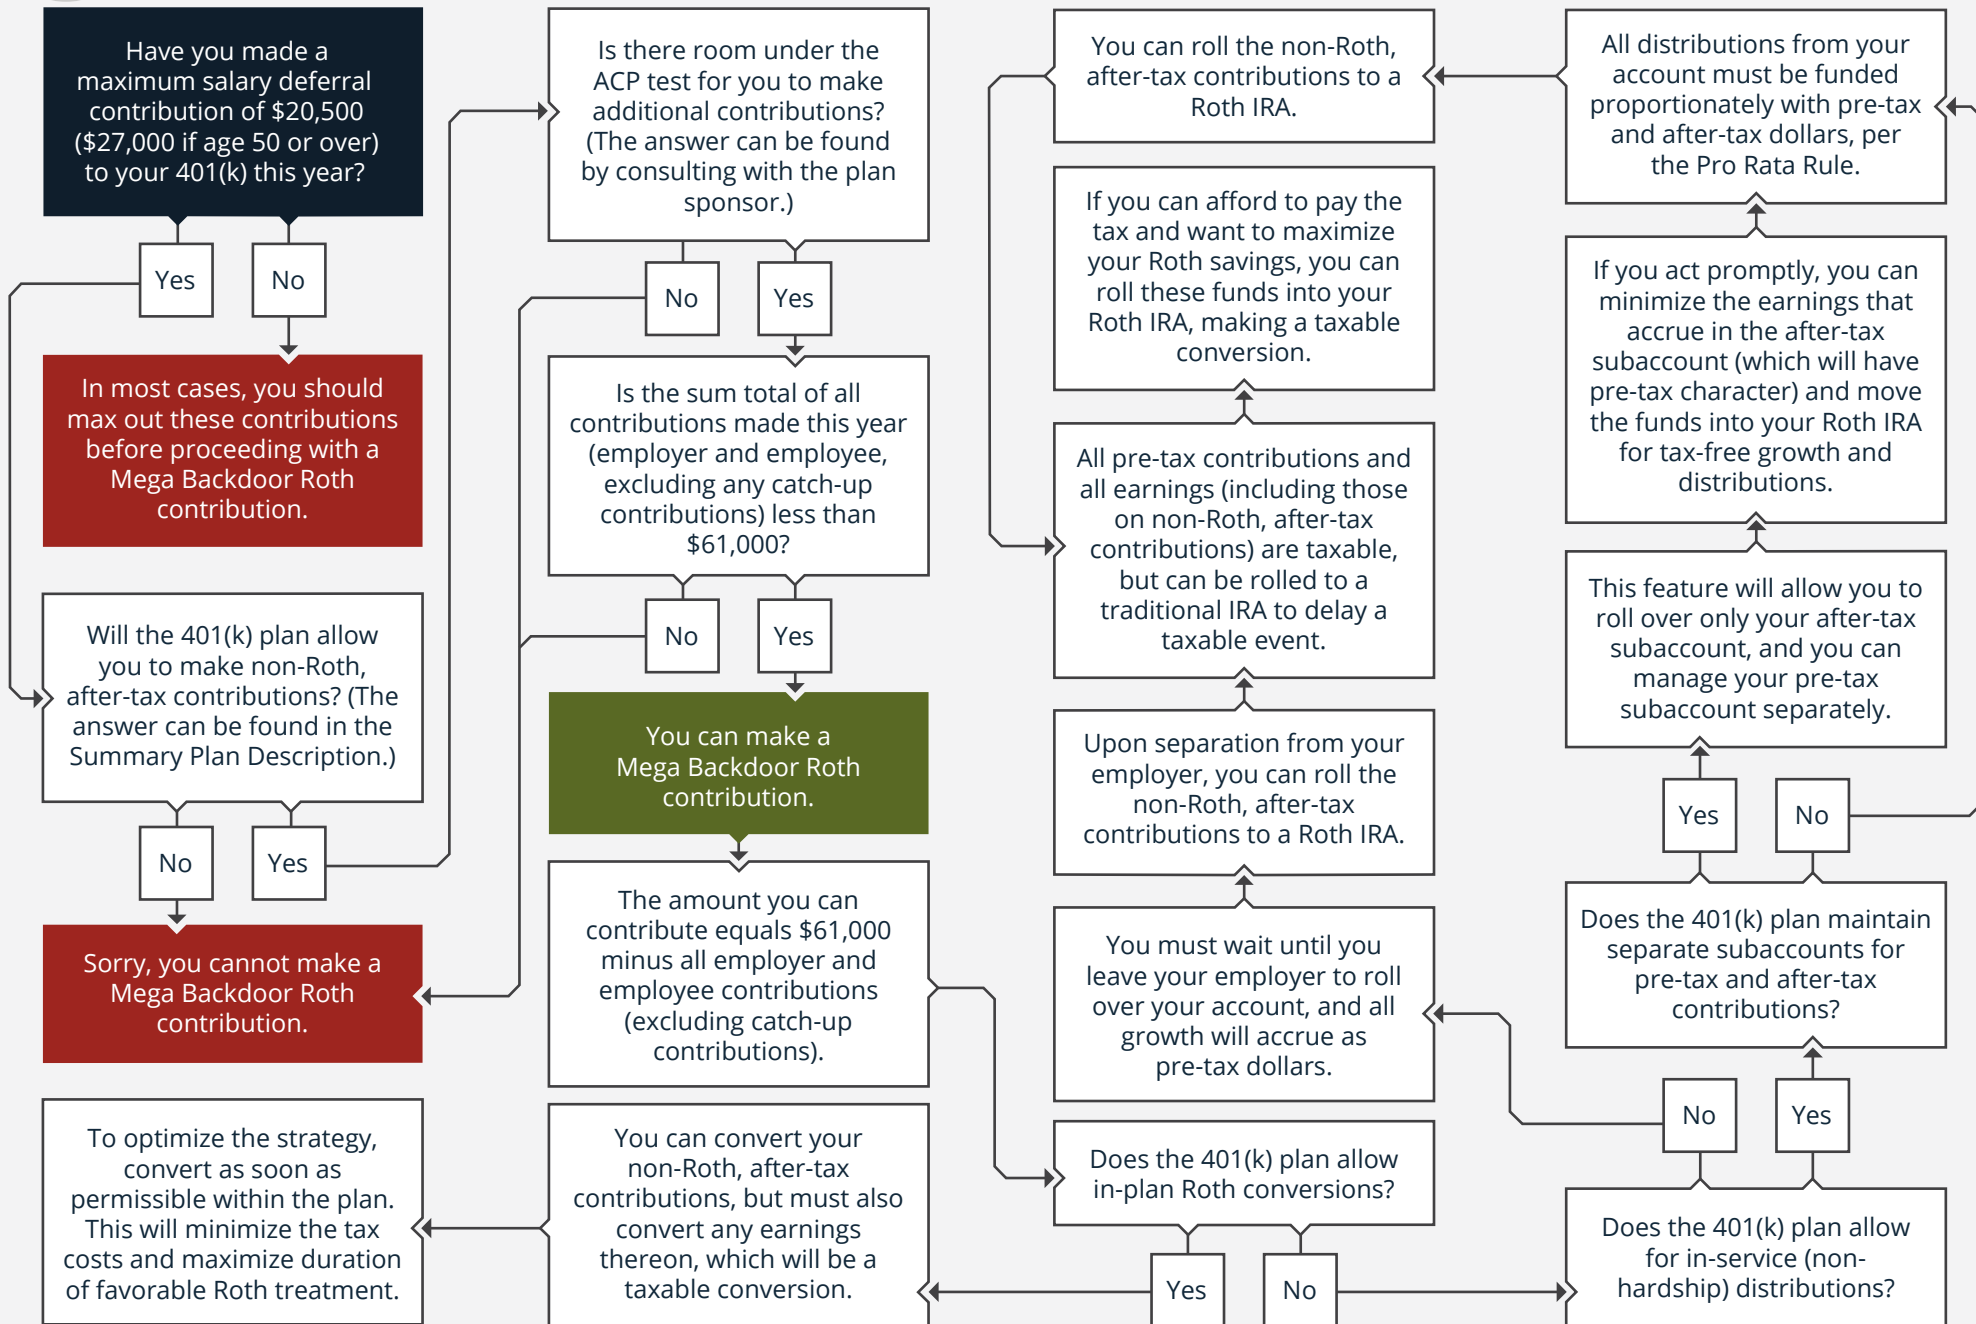 Have you made a
maximum salary deferral
contribution of $20,500
($27,000 if age 50 or over)
to your 401(k) this year?
Yes
No
In most cases, you should
max out these contributions
before proceeding with a
Mega Backdoor Roth
contribution.
Will the 401(k) plan allow
you to make non-Roth,
after-tax contributions? (The
answer can be found in the
Summary Plan Description.)
No
Yes
Sorry, you cannot make a
Mega Backdoor Roth
contribution.
Is there room under the
ACP test for you to make
additional contributions?
(The answer can be found
by consulting with the plan
sponsor.)
No
Yes
Is the sum total of all
contributions made this year
(employer and employee,
excluding any catch-up
contributions) less than
$61,000?
No
Yes
You can make a
Mega Backdoor Roth
contribution.
The amount you can
contribute equals $61,000
minus all employer and
employee contributions
(excluding catch-up
contributions).
Does the 401(k) plan allow
in-plan Roth conversions?
Yes
No
You can convert your
non-Roth, after-tax
contributions, but must also
convert any earnings
thereon, which will be a
taxable conversion.
To optimize the strategy,
convert as soon as
permissible within the plan.
This will minimize the tax
costs and maximize duration
of favorable Roth treatment.
Does the 401(k) plan allow
for in-service (non-
hardship) distributions?
No
Yes
You must wait until you
leave your employer to roll
over your account, and all
growth will accrue as
pre-tax dollars.
Upon separation from your
employer, you can roll the
non-Roth, after-tax
contributions to a Roth IRA.
All pre-tax contributions and
all earnings (including those
on non-Roth, after-tax
contributions) are taxable,
but can be rolled to a
traditional IRA to delay a
taxable event.
If you can afford to pay the
tax and want to maximize
your Roth savings, you can
roll these funds into your
Roth IRA, making a taxable
conversion.
Does the 401(k) plan maintain
separate subaccounts for
pre-tax and after-tax
contributions?
Yes
No
This feature will allow you to
roll over only your after-tax
subaccount, and you can
manage your pre-tax
subaccount separately.
If you act promptly, you can
minimize the earnings that
accrue in the after-tax
subaccount (which will have
pre-tax character) and move
the funds into your Roth IRA
for tax-free growth and
distributions.
All distributions from your
account must be funded
proportionately with pre-tax
and after-tax dollars, per
the Pro Rata Rule.
You can roll the non-Roth,
after-tax contributions to a
Roth IRA.